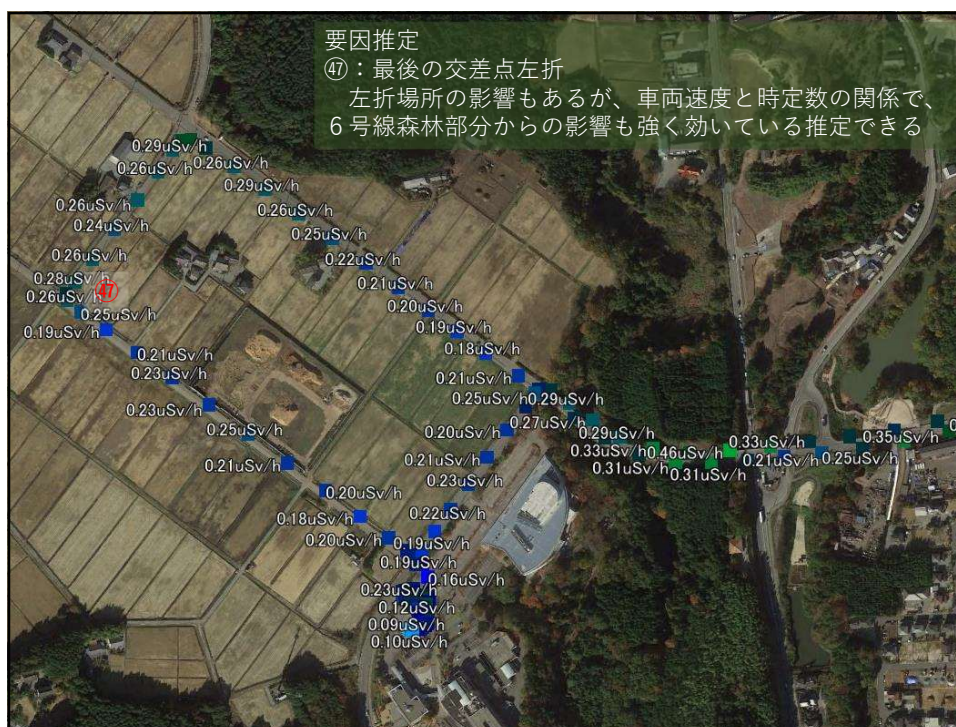 要因推定
㊼：最後の交差点左折
左折場所の影響もあるが、車両速度と時定数の関係で、
６号線森林部分からの影響も強く効いている推定できる
0.29uSv/h
0.26uSv/h
0.26uSv/h
0.29uSv/h
0.26uSv/h
0.26uSv/h
0.24uSv/h
0.25uSv/h
0.26uSv/h
0.22uSv/h
0.28uSv/h
0.21uSv/h
0.26uSv/h
㊼
0.25uSv/h
0.20uSv/h
0.19uSv/h
0.19uSv/h
0.21uSv/h
0.18uSv/h
0.23uSv/h
0.21uSv/h
0.25uSv/h
0.29uSv/h
0.23uSv/h
0.27uSv/h
0.25uSv/h
0.20uSv/h
0.29uSv/h
0.35uSv/h
0.33uSv/h
0.33uSv/h
0.46uSv/h
0.21uSv/h
0.25uSv/h
0.21uSv/h
0.21uSv/h
0.31uSv/h
0.31uSv/h
0.23uSv/h
0.20uSv/h
0.22uSv/h
0.18uSv/h
0.20uSv/h
0.19uSv/h
0.19uSv/h
0.16uSv/h
0.23uSv/h
0.12uSv/h
0.09uSv/h
0.10uSv/h